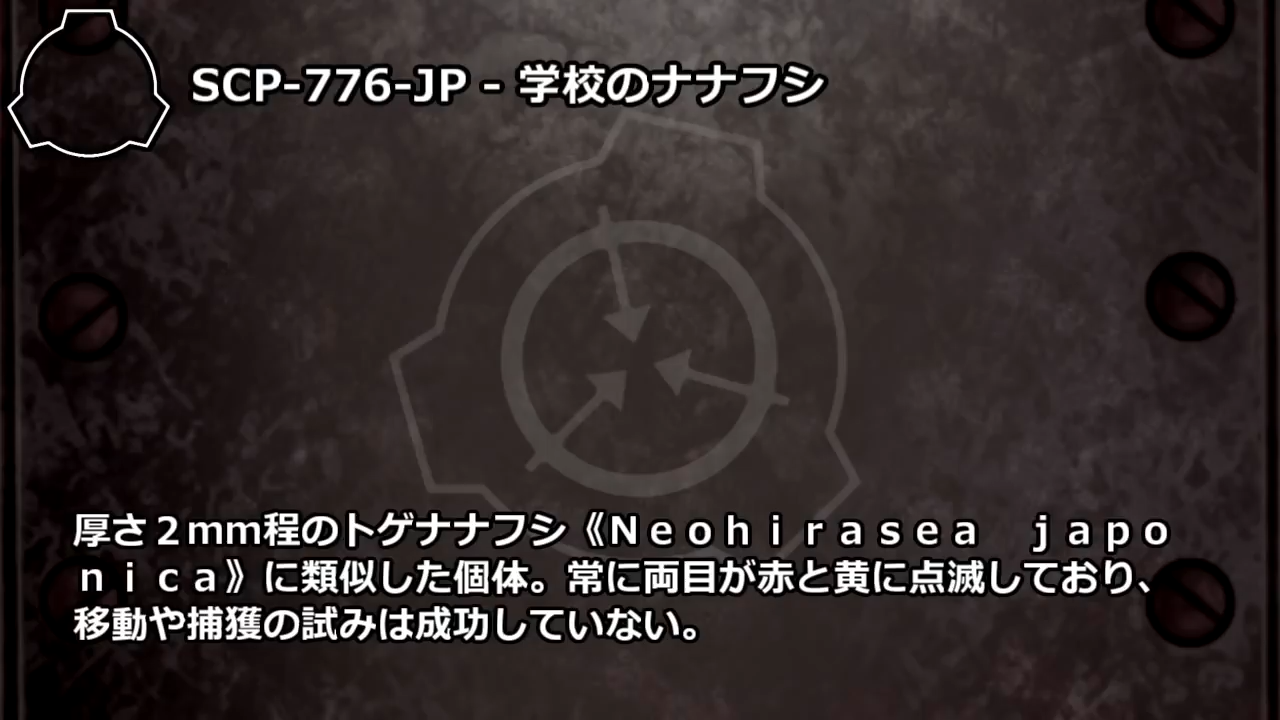 SCP-776-JP - 学校のナナフシ
厚さ２mm程のトゲナナフシ《Ｎｅｏｈｉｒａｓｅａ　ｊａｐｏ
ｎｉｃａ》に類似した個体。常に両目が赤と黄に点滅しており、
移動や捕獲の試みは成功していない。